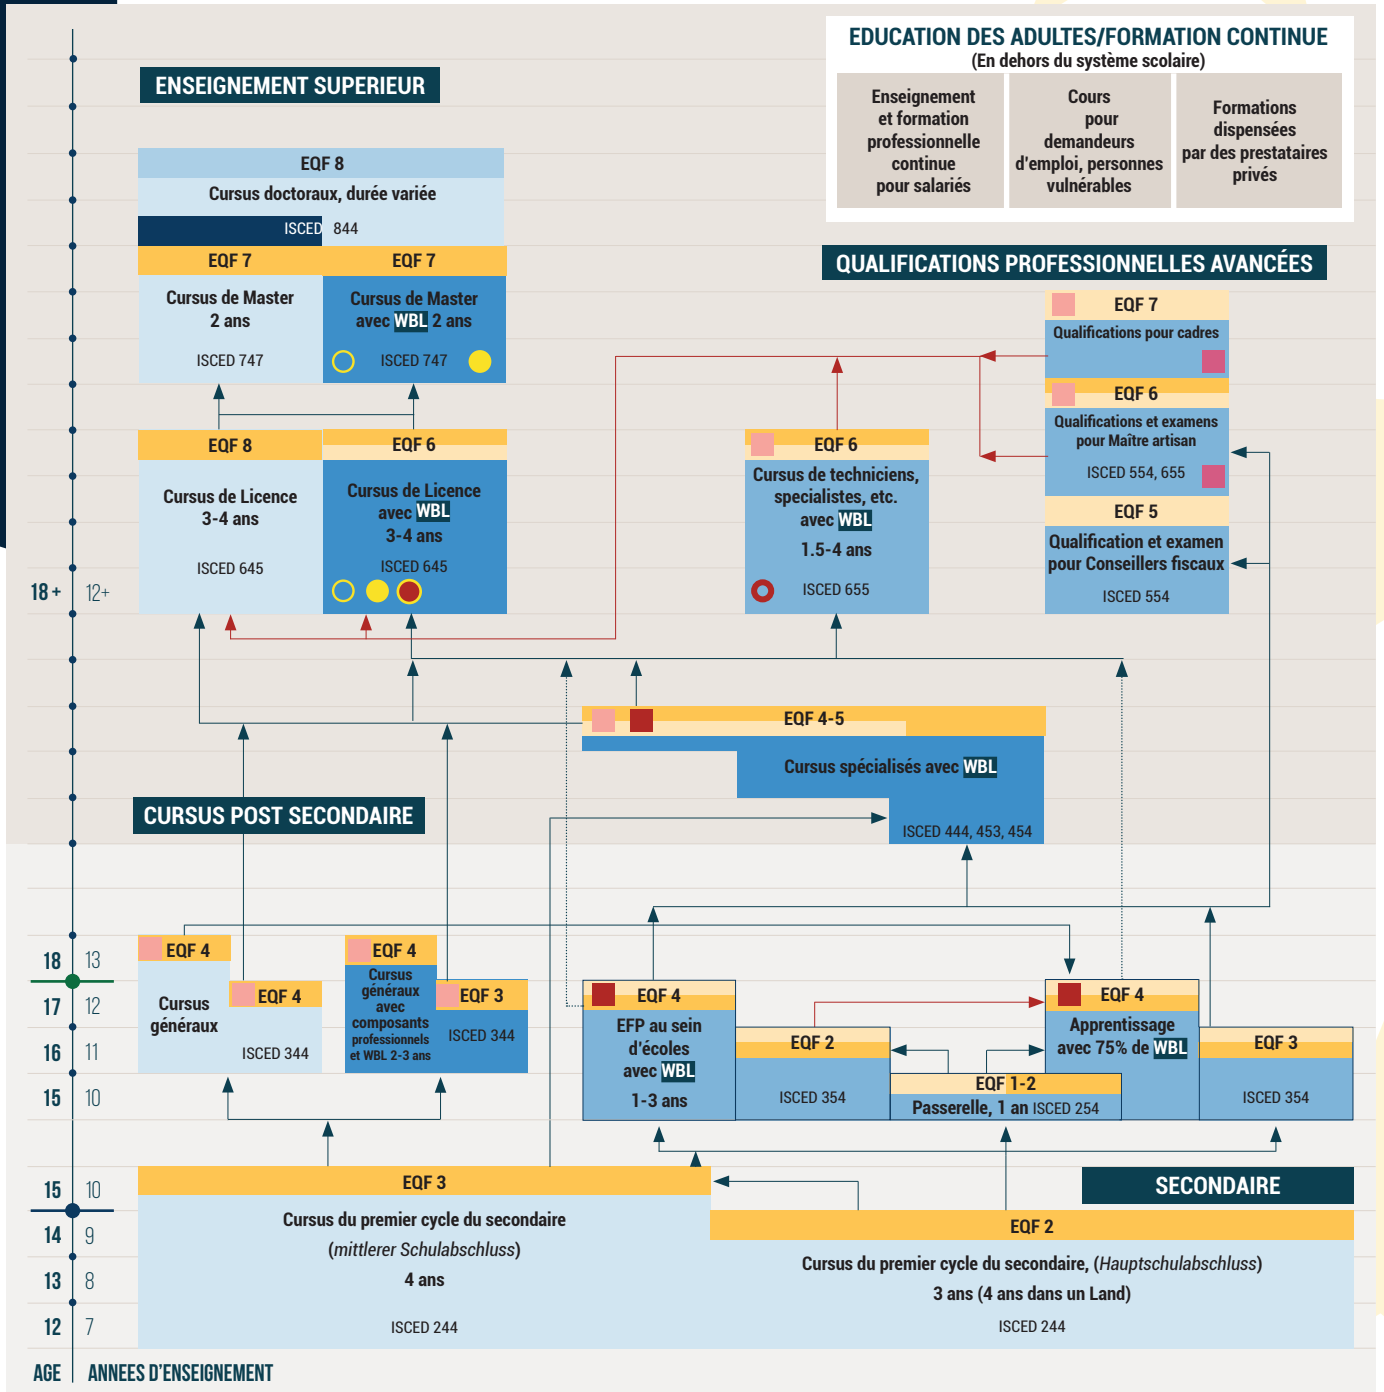 EDUCATION DES ADULTES/FORMATION CONTINUE
(En dehors du système scolaire)
Enseignement
et formation
professionnelle
continue
pour salariés
Cours
pour
demandeurs
d'emploi, personnes
vulnérables
Formations
dispensées
par des prestataires
privés
ENSEIGNEMENT SUPERIEUR
EQF 8
Cursus doctoraux, durée variée
ISCED 844
EQF 7
Cursus de Master
2 ans
ISCED 747
EQF 7
Cursus de Master
avec WBL 2 ans
ISCED 747
EQF 8
Cursus de Licence
3-4 ans
ISCED 645
EQF 6
Cursus de Licence
avec WBL
3-4 ans
ISCED 645
QUALIFICATIONS PROFESSIONNELLES AVANCÉES
EQF 7
Qualifications pour cadres
EQF 6
Qualifications et examens
pour Maître artisan
ISCED 554, 655
EQF 5
Qualification et examen
pour Conseillers fiscaux
ISCED 554
EQF 6
Cursus de techniciens,
specialistes, etc.
avec WBL
1.5-4 ans
ISCED 655
18 + 12+
EQF 4-5
Cursus spécialisés avec WBL
ISCED 444, 453, 454
CURSUS POST SECONDAIRE
18 13
17 12
16 11
15 10
EQF 4
Cursus
généraux
EQF 4
ISCED 344
EQF 4
Cursus
généraux
avec
composants
professionnels
et WBL 2-3 ans
EQF 3
ISCED 344
EQF 4
EFP au sein
d'écoles
avec WBL
1-3 ans
EQF 2
ISCED 354
EQF 1-2
Passerelle, 1 an ISCED 254
EQF 4
Apprentissage
avec 75% de WBL
EQF 3
ISCED 354
SECONDAIRE
15 10
14 9
13 8
12 7
EQF 3
Cursus du premier cycle du secondaire
(mittlerer Schulabschluss)
4 ans
ISCED 244
EQF 2
Cursus du premier cycle du secondaire, (Hauptschulabschluss)
3 ans (4 ans dans un Land)
ISCED 244
AGE ANNEES D'ENSEIGNEMENT